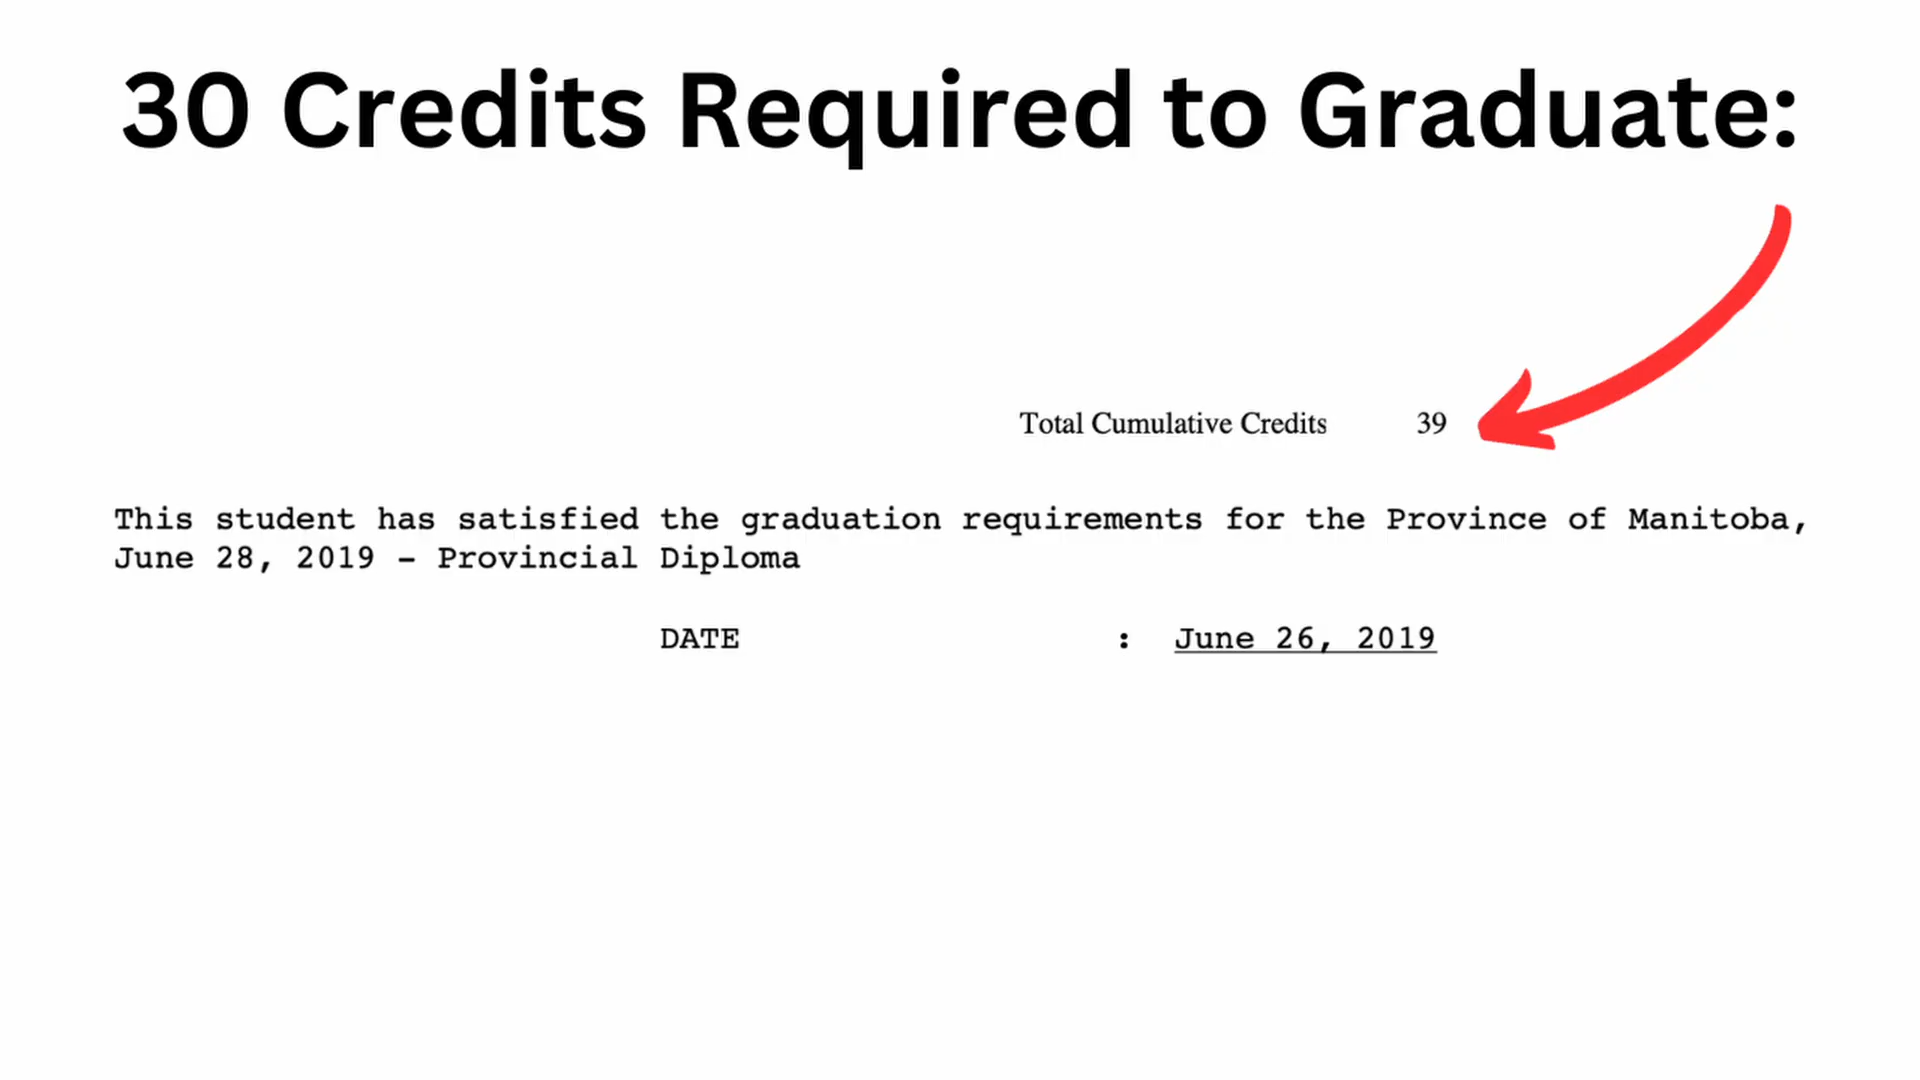 30 Credits Required to Graduate:
Total Cumulative Credits 39
This student has satisfied the graduation requirements for the Province of Manitoba,
June 28, 2019 - Provincial Diploma
DATE : June 26, 2019